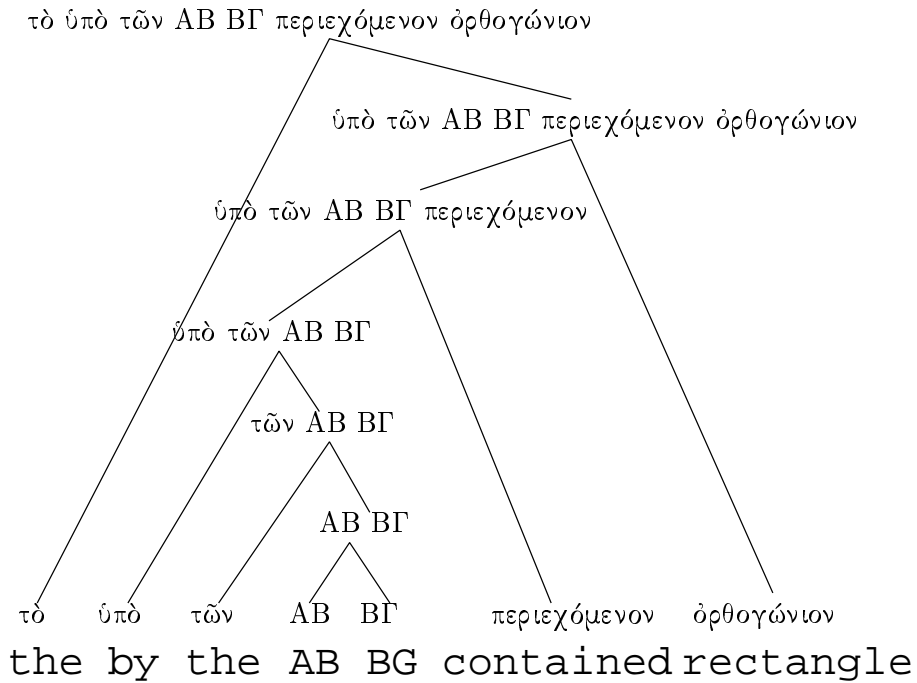 τὸ ὑπὸ τῶν ΑΒ ΒΓ περιεχόμενον ὀρθογώνιον
ὑπὸ τῶν ΑΒ ΒΓ περιεχόμενον ὀρθογώνιον
ὑπὸ τῶν ΑΒ ΒΓ περιεχόμενον
ὑπὸ τῶν ΑΒ ΒΓ
τῶν ΑΒ ΒΓ
ΑΒ ΒΓ
τὸ ὑπὸ τῶν ΑΒ ΒΓ περιεχόμενον ὀρθογώνιον
the by the AB BG contained rectangle